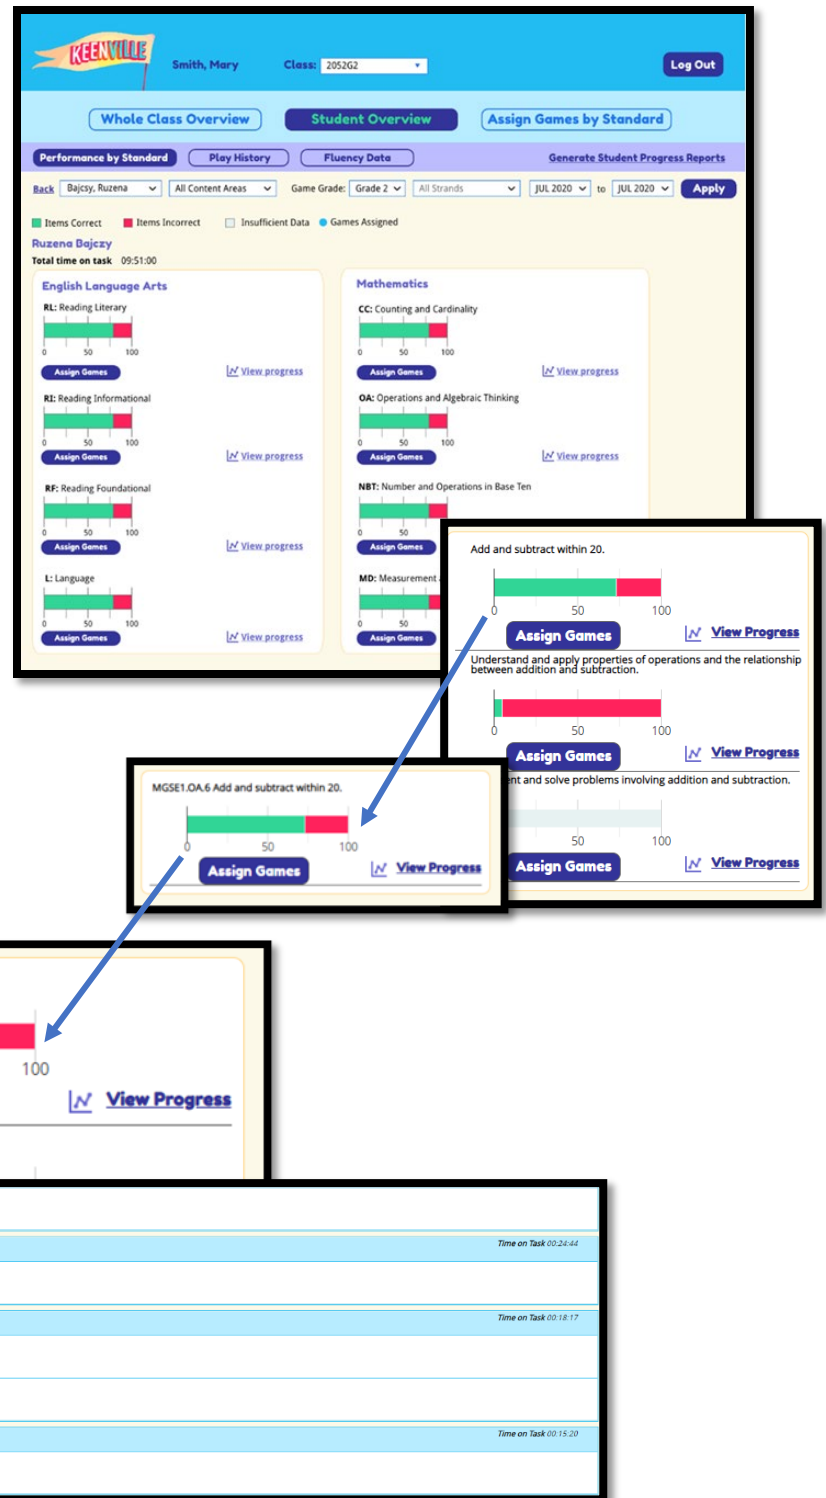 KEENVILLE
Smith, Mary Class: 2052G2 Log Out
Whole Class Overview Student Overview Assign Games by Standard
Performance by Standard Play History Fluency Data Generate Student Progress Reports
Back Bajcsy, Ruzena All Content Areas Game Grade: Grade 2 All Strands JUL 2020 to JUL 2020 Apply
Items Correct Items Incorrect Insufficient Data Games Assigned
Ruzena Bajczy
Total time on task 09:51:00
English Language Arts
RL: Reading Literary
0 50 100
Assign Games View progress
RI: Reading Informational
0 50 100
Assign Games View progress
RF: Reading Foundational
0 50 100
Assign Games View progress
L: Language
0 50 100
Assign Games View progress
Mathematics
CC: Counting and Cardinality
0 50 100
Assign Games View progress
OA: Operations and Algebraic Thinking
0 50 100
Assign Games View progress
NBT: Number and Operations in Base Ten
0 50
Assign Games
MD: Measurement
0 50
Assign Games
Add and subtract within 20.
0 50 100
Assign Games View Progress
Understand and apply properties of operations and the relationship
between addition and subtraction.
0 50 100
Assign Games View Progress
and solve problems involving addition and subtraction.
50 100
Assign Games View Progress
MGSE1.OA.6 Add and subtract within 20.
0 50 100
Assign Games View Progress
100
View Progress
Time on Task 00:24:44
Time on Task 00:18:17
Time on Task 00:15:20